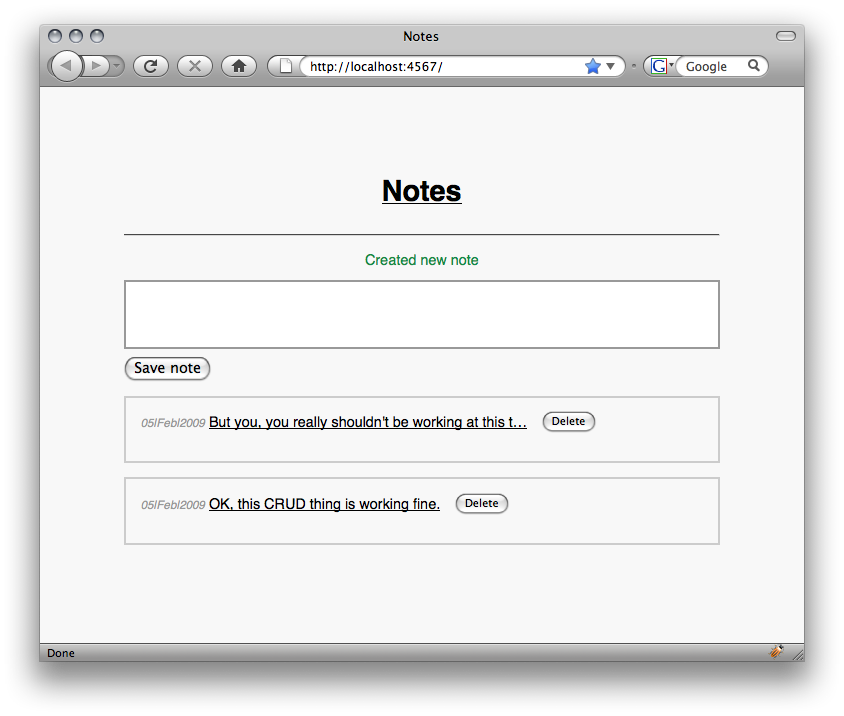 Notes
http://localhost:4567/
G Google
Notes
Created new note
Save note
05|Feb|2009 But you, you really shouldn't be working at this t... Delete
05|Feb|2009 OK, this CRUD thing is working fine. Delete
Done